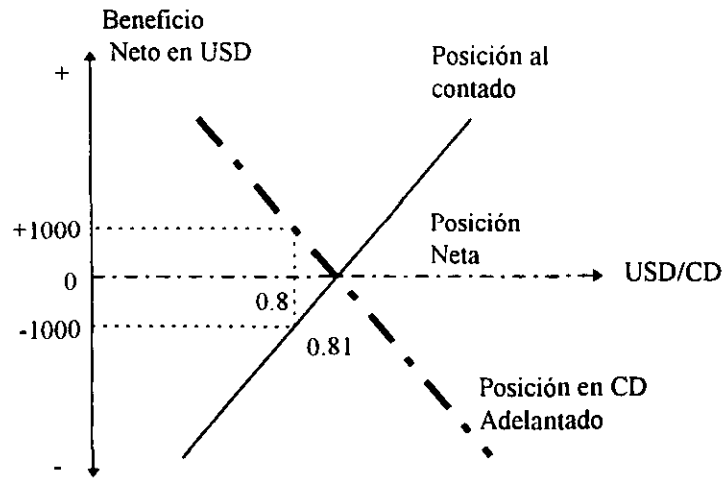 Beneficio
Neto en USD
+
Posición al
contado
+1000
Posición
Neta
0
USD/CD
0.8
-1000
0.81
Posición en CD
Adelantado
-